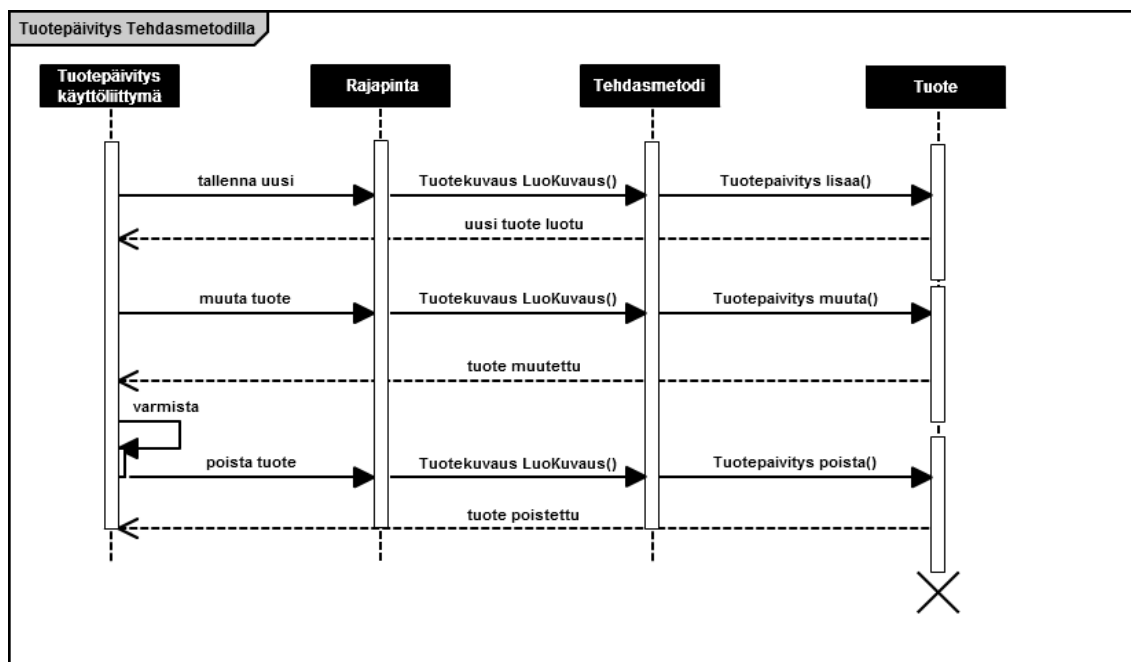 Tuotepäivitys Tehdasmetodilla
Tuotepäivitys
käyttöliittymä
Rajapinta
Tehdasmetodi
Tuote
tallenna uusi
Tuotekuvaus LuoKuvaus()
Tuotepaivitys lisaa()
uusi tuote luotu
muuta tuote
Tuotekuvaus LuoKuvaus()
Tuotepaivitys muuta()
tuote muutettu
varmista
poista tuote
Tuotekuvaus LuoKuvaus()
Tuotepaivitys poista()
tuote poistettu